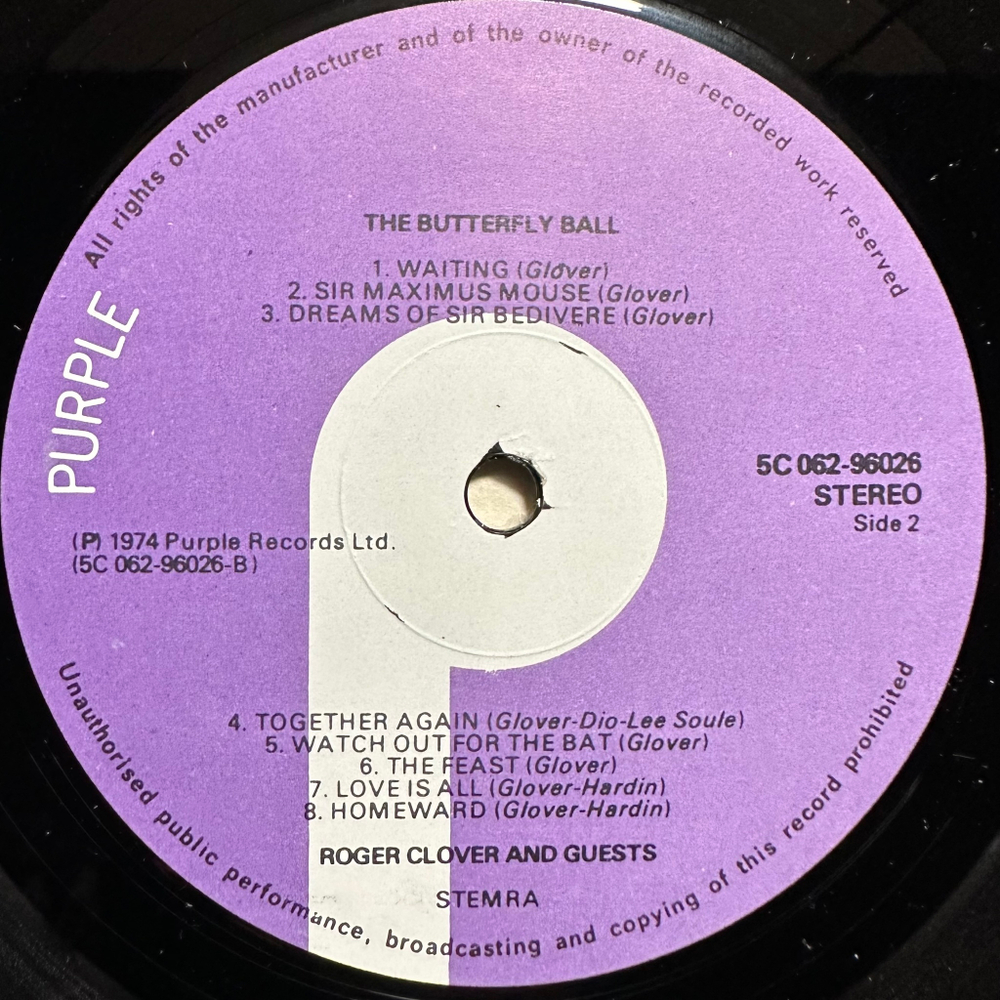 All rights of the manufacturer and of the owner of the recorded work reserved
PURPLE
THE BUTTERFLY BALL
1. WAITING (Glover)
2. SIR MAXIMUS MOUSE (Glover)
3. DREAMS OF SIR BEDIVERE (Glover)
5C 062-96026
STEREO
Side 2
(P) 1974 Purple Records Ltd.
(5C 062-96026-B)
4. TOGETHER AGAIN (Glover-Dio-Lee Soule)
5. WATCH OUT FOR THE BAT (Glover)
6. THE FEAST (Glover)
7. LOVE IS ALL (Glover-Hardin)
8. HOMEWARD (Glover-Hardin)
ROGER CLOVER AND GUESTS
STEMRA
Unauthorised public performance, broadcasting and copying of this record prohibited